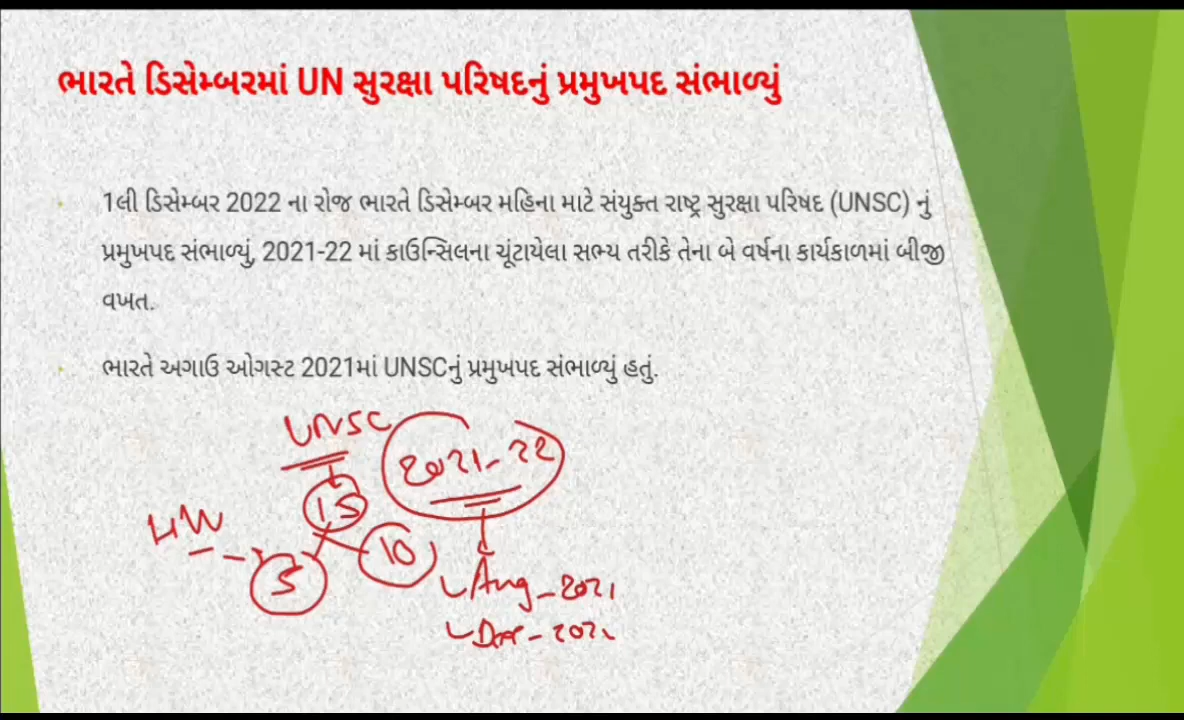 ભારતે ડિસેમ્બરમાં UN સુરક્ષા પરિષદનું પ્રમુખપદ સંભાળ્યું
1લી ડિસેમ્બર 2022 ના રોજ ભારતે ડિસેમ્બર મહિના માટે સંયુક્ત રાષ્ટ્ર સુરક્ષા પરિષદ (UNSC) નું
પ્રમુખપદ સંભાળ્યું, 2021-22 માં કાઉન્સિલના ચૂંટાયેલા સભ્ય તરીકે તેના બે વર્ષના કાર્યકાળમાં બીજી
વખત.
ભારતે અગાઉ ઓગસ્ટ 2021માં UNSCનું પ્રમુખપદ સંભાળ્યું હતું.
UNSC
2021-22
15
HW
5
10
Aug-2021